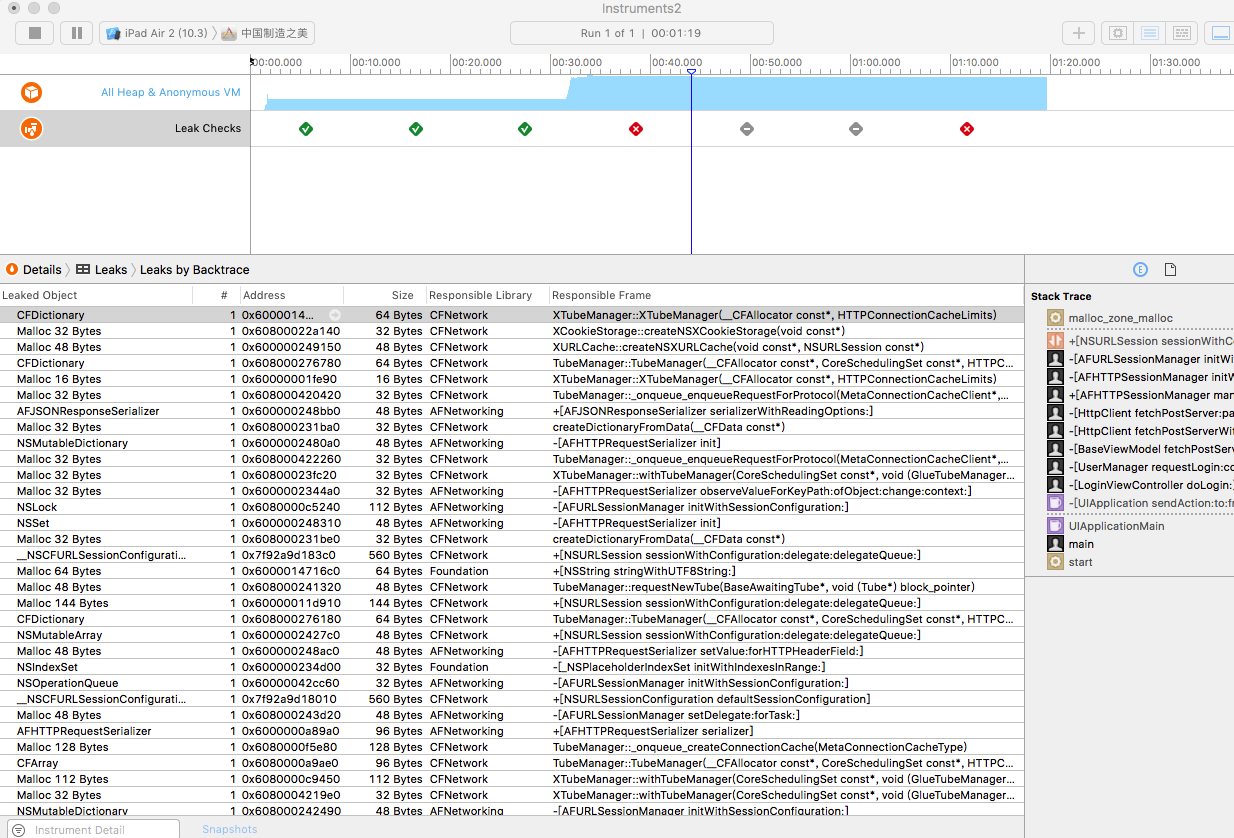 Instruments2
iPad Air 2 (10.3) 中国制造之美
Run 1 of 1 | 00:01:19
00:00.000 00:10.000 00:20.000 00:30.000 00:40.000 00:50.000 01:00.000 01:10.000 01:20.000 01:30.000
All Heap & Anonymous VM
Leak Checks
Details Leaks Leaks by Backtrace
Leaked Object # Address Size Responsible Library Responsible Frame
CFDictionary 1 0x6000014... 64 Bytes CFNetwork XTubeManager::XTubeManager(__CFAllocator const*, HTTPConnectionCacheLimits)
Malloc 32 Bytes 1 0x60800022a140 32 Bytes CFNetwork XCookieStorage::createNSXCookieStorage(void const*)
Malloc 48 Bytes 1 0x600000249150 48 Bytes CFNetwork XURLCache::createNSXURLCache(void const*, NSURLSession const*)
CFDictionary 1 0x608000276780 64 Bytes CFNetwork TubeManager::TubeManager(__CFAllocator const*, CoreSchedulingSet const*, HTTPC...
Malloc 16 Bytes 1 0x60000001fe90 16 Bytes CFNetwork XTubeManager::XTubeManager(__CFAllocator const*, HTTPConnectionCacheLimits)
Malloc 32 Bytes 1 0x608000420420 32 Bytes CFNetwork TubeManager::_onqueue_enqueueRequestForProtocol(MetaConnectionCacheClient*,...
AFJSONResponseSerializer 1 0x600000248bb0 48 Bytes AFNetworking +[AFJSONResponseSerializer serializerWithReadingOptions:]
Malloc 32 Bytes 1 0x608000231ba0 32 Bytes CFNetwork createDictionaryFromData(__CFData const*)
NSMutableDictionary 1 0x6000002480a0 48 Bytes AFNetworking -[AFHTTPRequestSerializer init]
Malloc 32 Bytes 1 0x608000422260 32 Bytes CFNetwork TubeManager::_onqueue_enqueueRequestForProtocol(MetaConnectionCacheClient*,...
Malloc 32 Bytes 1 0x60800023fc20 32 Bytes CFNetwork XTubeManager::withTubeManager(CoreSchedulingSet const*, void (GlueTubeManager...
Malloc 32 Bytes 1 0x6000002344a0 32 Bytes AFNetworking -[AFHTTPRequestSerializer observeValueForKeyPath:ofObject:change:context:]
NSLock 1 0x6080000c5240 112 Bytes AFNetworking -[AFURLSessionManager initWithSessionConfiguration:]
NSSet 1 0x600000248310 48 Bytes AFNetworking -[AFHTTPRequestSerializer init]
Malloc 32 Bytes 1 0x608000231be0 32 Bytes CFNetwork createDictionaryFromData(__CFData const*)
__NSCFURLSessionConfigurati... 1 0x7f92a9d183c0 560 Bytes CFNetwork +[NSURLSession sessionWithConfiguration:delegate:delegateQueue:]
Malloc 64 Bytes 1 0x6000014716c0 64 Bytes Foundation +[NSString stringWithUTF8String:]
Malloc 48 Bytes 1 0x608000241320 48 Bytes CFNetwork TubeManager::requestNewTube(BaseAwaitingTube*, void (Tube*) block_pointer)
Malloc 144 Bytes 1 0x60000011d910 144 Bytes CFNetwork +[NSURLSession sessionWithConfiguration:delegate:delegateQueue:]
CFDictionary 1 0x608000276180 64 Bytes CFNetwork TubeManager::TubeManager(__CFAllocator const*, CoreSchedulingSet const*, HTTPC...
NSMutableArray 1 0x6000002427c0 48 Bytes CFNetwork +[NSURLSession sessionWithConfiguration:delegate:delegateQueue:]
Malloc 48 Bytes 1 0x600000248ac0 48 Bytes AFNetworking -[AFHTTPRequestSerializer setValue:forHTTPHeaderField:]
NSIndexSet 1 0x600000234d00 32 Bytes Foundation -[_NSPlaceholderIndexSet initWithIndexesInRange:]
NSOperationQueue 1 0x60000042cc60 32 Bytes AFNetworking -[AFURLSessionManager initWithSessionConfiguration:]
__NSCFURLSessionConfigurati... 1 0x7f92a9d18010 560 Bytes CFNetwork +[NSURLSessionConfiguration defaultSessionConfiguration]
Malloc 48 Bytes 1 0x608000243d20 48 Bytes AFNetworking -[AFURLSessionManager setDelegate:forTask:]
AFHTTPRequestSerializer 1 0x6000000a89a0 96 Bytes AFNetworking +[AFHTTPRequestSerializer serializer]
Malloc 128 Bytes 1 0x6080000f5e80 128 Bytes CFNetwork TubeManager::_onqueue_createConnectionCache(MetaConnectionCacheType)
CFArray 1 0x6080000a9ae0 96 Bytes CFNetwork TubeManager::TubeManager(__CFAllocator const*, CoreSchedulingSet const*, HTTPC...
Malloc 112 Bytes 1 0x6080000c9450 112 Bytes CFNetwork XTubeManager::withTubeManager(CoreSchedulingSet const*, void (GlueTubeManager...
Malloc 32 Bytes 1 0x6080004219e0 32 Bytes CFNetwork XTubeManager::withTubeManager(CoreSchedulingSet const*, void (GlueTubeManager...
NSMutableDictionary 1 0x608000242490 48 Bytes AFNetworking -[AFURLSessionManager initWithSessionConfiguration:]
Instrument Detail Snapshots
E
Stack Trace
malloc_zone_malloc
+[NSURLSession sessionWithCo
-[AFURLSessionManager initWi
-[AFHTTPSessionManager initW
+[AFHTTPSessionManager man
-[HttpClient fetchPostServer:pa
-[HttpClient fetchPostServerWit
-[BaseViewModel fetchPostServ
-[UserManager requestLogin:co
-[LoginViewController doLogin:]
-[UIApplication sendAction:to:fr
UIApplicationMain
main
start